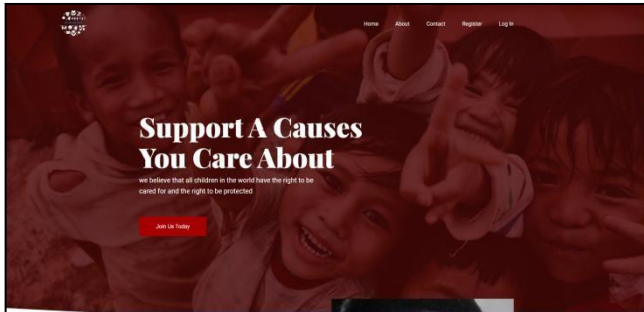 Home About Contact Register Log In
Support A Causes
You Care About
we believe that all children in the world have the right to be
cared for and the right to be protected
Join Us Today